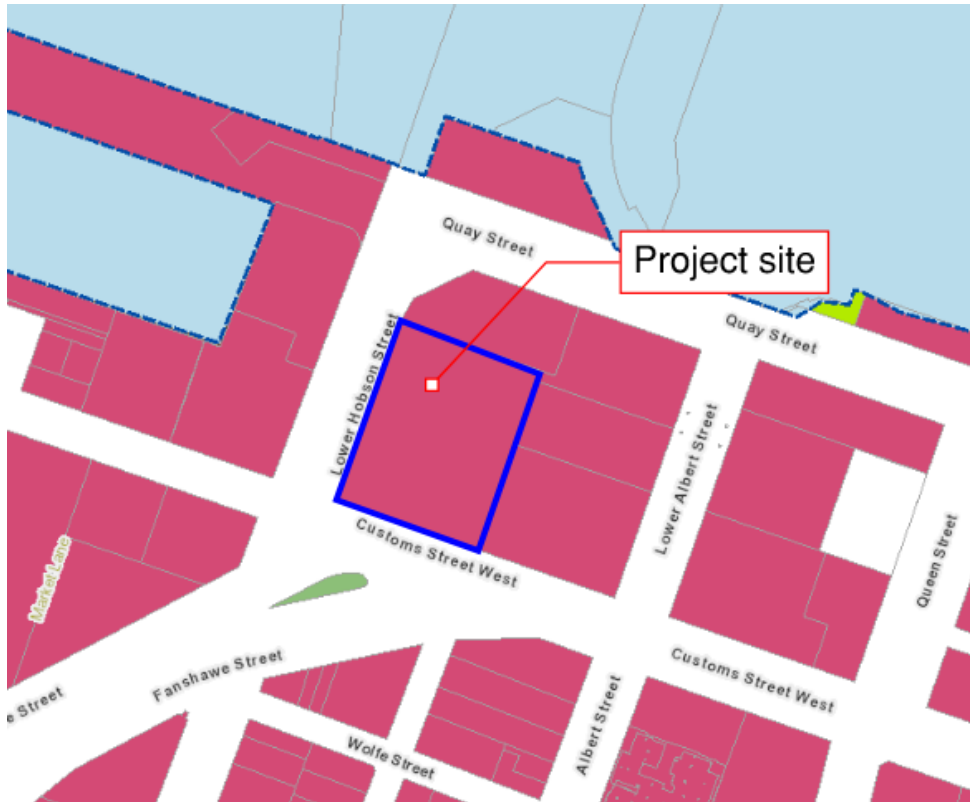 Quay Street
Project site
Quay Street
Lower Hobson Street
Lower Albert Street
Customs Street West
Queen Street
Market Lane
Fanshawe Street
Customs Street West
e Street
Albert Street
Wolfe Street